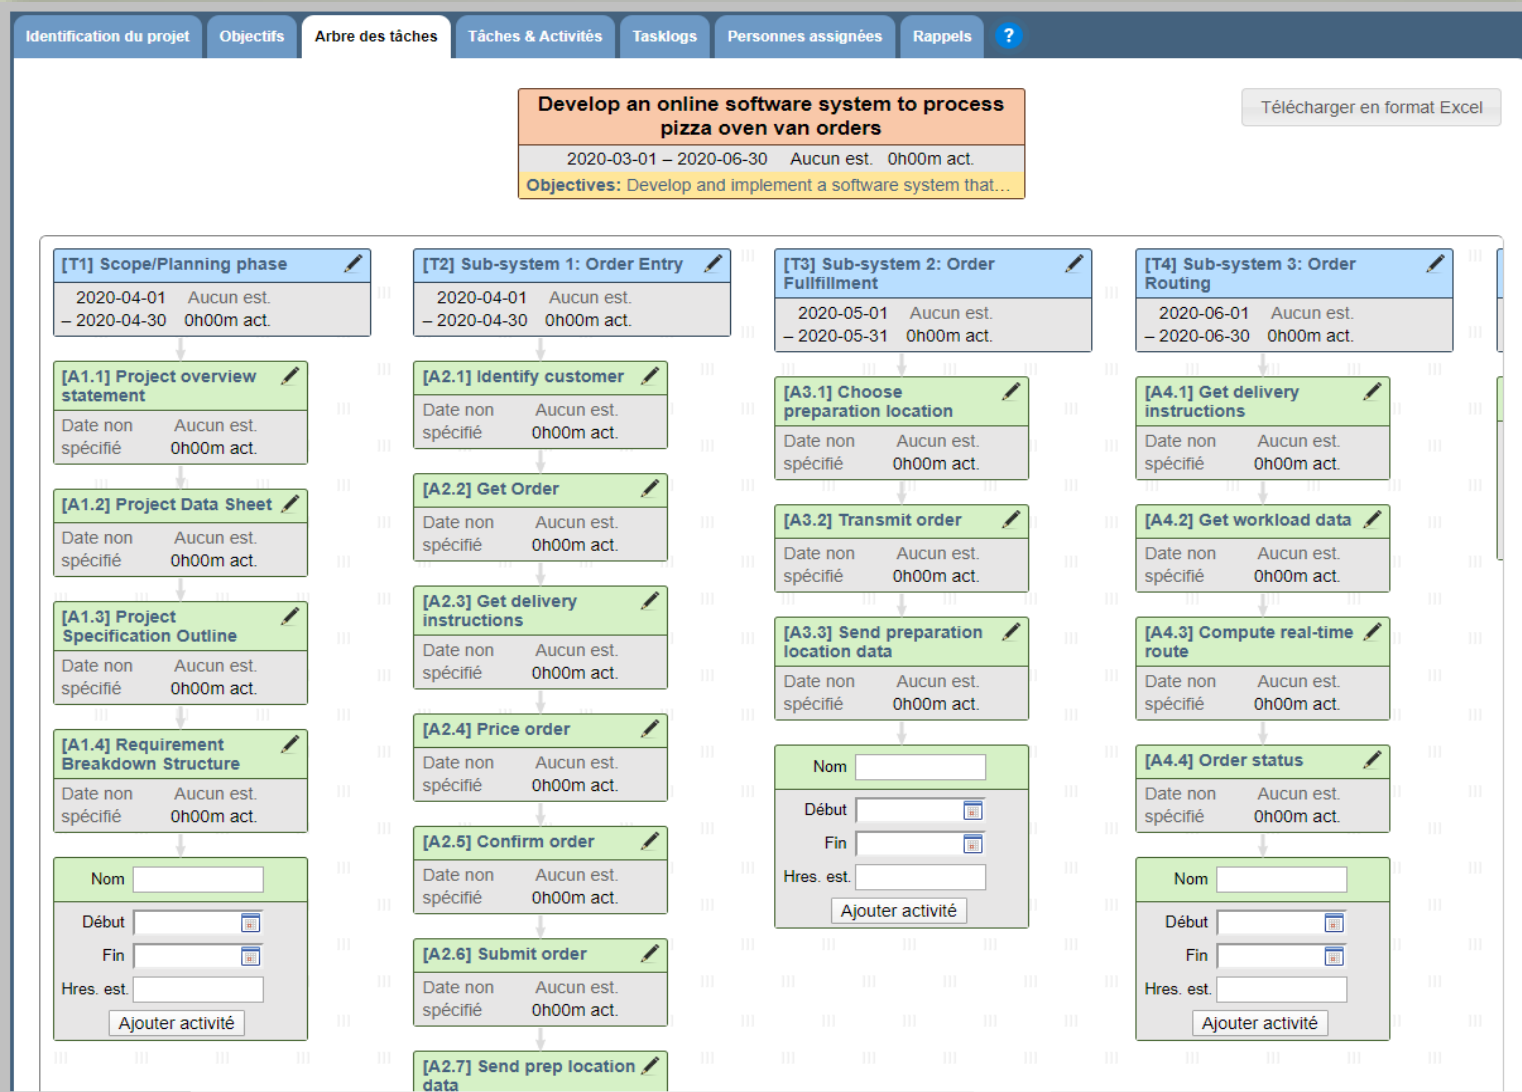 Identification du projet
Objectifs
Arbre des tâches
Tâches & Activités
Tasklogs
Personnes assignées
Rappels
?
Develop an online software system to process
pizza oven van orders
2020-03-01 – 2020-06-30 Aucun est. 0h00m act.
Objectives: Develop and implement a software system that...
Télécharger en format Excel
[T1] Scope/Planning phase
2020-04-01 Aucun est.
– 2020-04-30 0h00m act.
[A1.1] Project overview
statement
Date non Aucun est.
spécifié 0h00m act.
[A1.2] Project Data Sheet
Date non Aucun est.
spécifié 0h00m act.
[A1.3] Project
Specification Outline
Date non Aucun est.
spécifié 0h00m act.
[A1.4] Requirement
Breakdown Structure
Date non Aucun est.
spécifié 0h00m act.
Nom
Début
Fin
Hres. est.
Ajouter activité
[T2] Sub-system 1: Order Entry
2020-04-01 Aucun est.
– 2020-04-30 0h00m act.
[A2.1] Identify customer
Date non Aucun est.
spécifié 0h00m act.
[A2.2] Get Order
Date non Aucun est.
spécifié 0h00m act.
[A2.3] Get delivery
instructions
Date non Aucun est.
spécifié 0h00m act.
[A2.4] Price order
Date non Aucun est.
spécifié 0h00m act.
[A2.5] Confirm order
Date non Aucun est.
spécifié 0h00m act.
[A2.6] Submit order
Date non Aucun est.
spécifié 0h00m act.
[A2.7] Send prep location
data
[T3] Sub-system 2: Order
Fullfillment
2020-05-01 Aucun est.
– 2020-05-31 0h00m act.
[A3.1] Choose
preparation location
Date non Aucun est.
spécifié 0h00m act.
[A3.2] Transmit order
Date non Aucun est.
spécifié 0h00m act.
[A3.3] Send preparation
location data
Date non Aucun est.
spécifié 0h00m act.
Nom
Début
Fin
Hres. est.
Ajouter activité
[T4] Sub-system 3: Order
Routing
2020-06-01 Aucun est.
– 2020-06-30 0h00m act.
[A4.1] Get delivery
instructions
Date non Aucun est.
spécifié 0h00m act.
[A4.2] Get workload data
Date non Aucun est.
spécifié 0h00m act.
[A4.3] Compute real-time
route
Date non Aucun est.
spécifié 0h00m act.
[A4.4] Order status
Date non Aucun est.
spécifié 0h00m act.
Nom
Début
Fin
Hres. est.
Ajouter activité